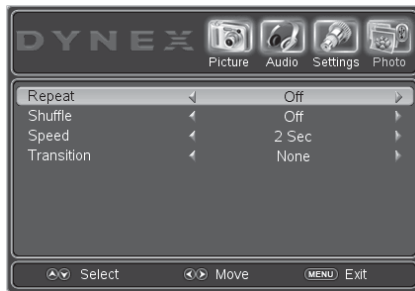 DYNEX
Picture Audio Settings Photo
Repeat Off
Shuffle Off
Speed 2 Sec
Transition None
Select Move MENU Exit